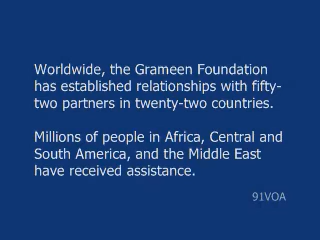 Worldwide, the Grameen Foundation
has established relationships with fifty-
two partners in twenty-two countries.
Millions of people in Africa, Central and
South America, and the Middle East
have received assistance.
91VOA